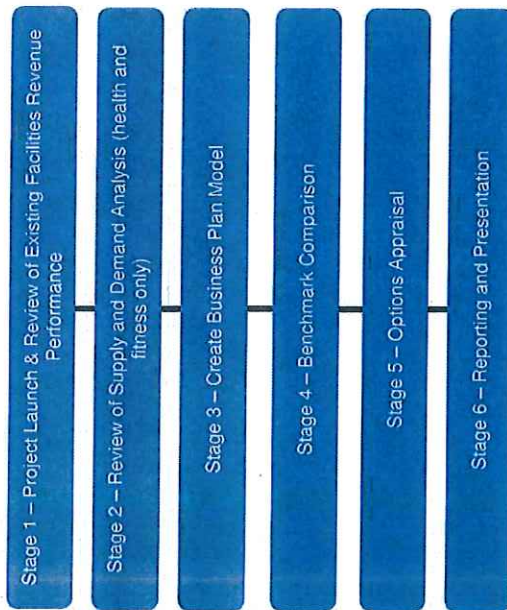 Stage 1 – Project Launch & Review of Existing Facilities Revenue
Performance
Stage 2 – Review of Supply and Demand Analysis (health and
fitness only)
Stage 3 – Create Business Plan Model
Stage 4 – Benchmark Comparison
Stage 5 – Options Appraisal
Stage 6 – Reporting and Presentation